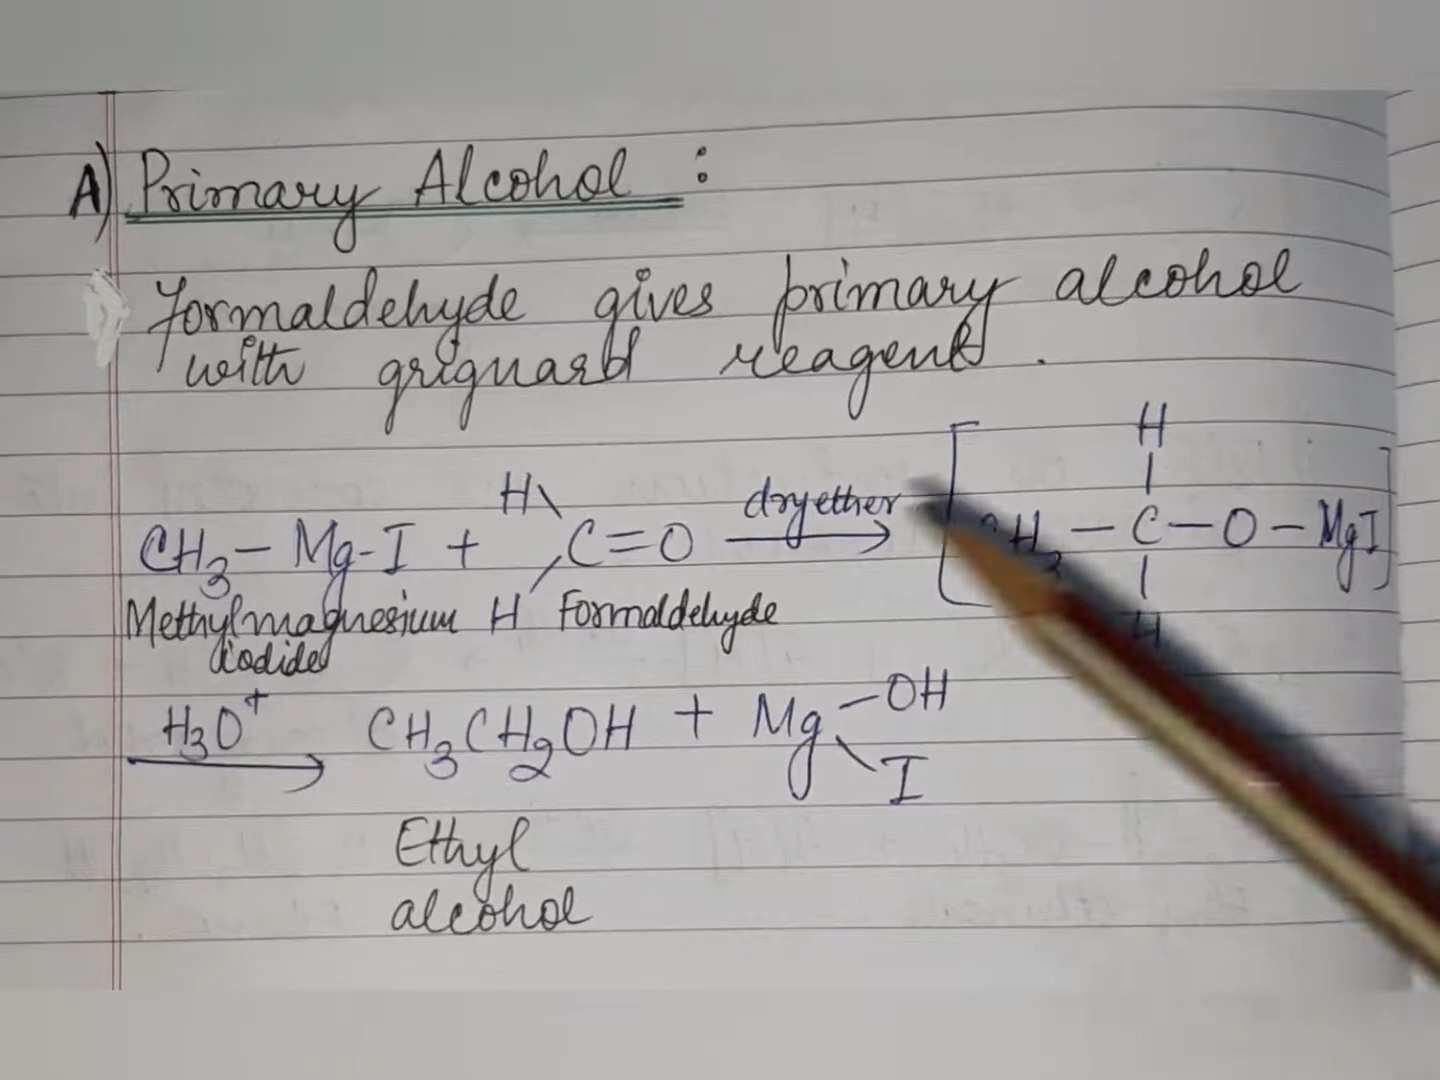 A) Primary Alcohol :
Formaldehyde gives primary alcohol
with grignard reagent .
H H
CH3 - Mg-I + C=O dry ether [ H3 - C - O - MgI ]
Methylmagnesium H Formaldehyde H
iodide
H3O+ CH3CH2OH + Mg - OH
I
Ethyl
alcohol